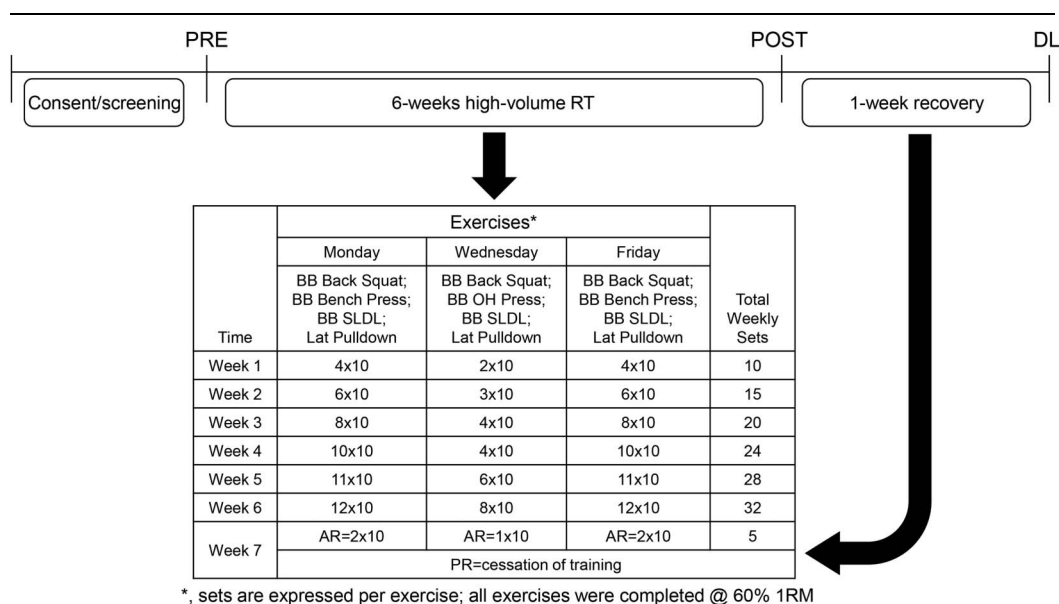 PRE POST DL
Consent/screening 6-weeks high-volume RT 1-week recovery
Exercises*
Monday Wednesday Friday
BB Back Squat; BB Back Squat; BB Back Squat;
BB Bench Press; BB OH Press; BB Bench Press;
BB SLDL; BB SLDL; BB SLDL;
Lat Pulldown Lat Pulldown Lat Pulldown
Time
Total
Weekly
Sets
Week 1 4x10 2x10 4x10 10
Week 2 6x10 3x10 6x10 15
Week 3 8x10 4x10 8x10 20
Week 4 10x10 4x10 10x10 24
Week 5 11x10 6x10 11x10 28
Week 6 12x10 8x10 12x10 32
Week 7 AR=2x10 AR=1x10 AR=2x10 5
PR=cessation of training
*, sets are expressed per exercise; all exercises were completed @ 60% 1RM